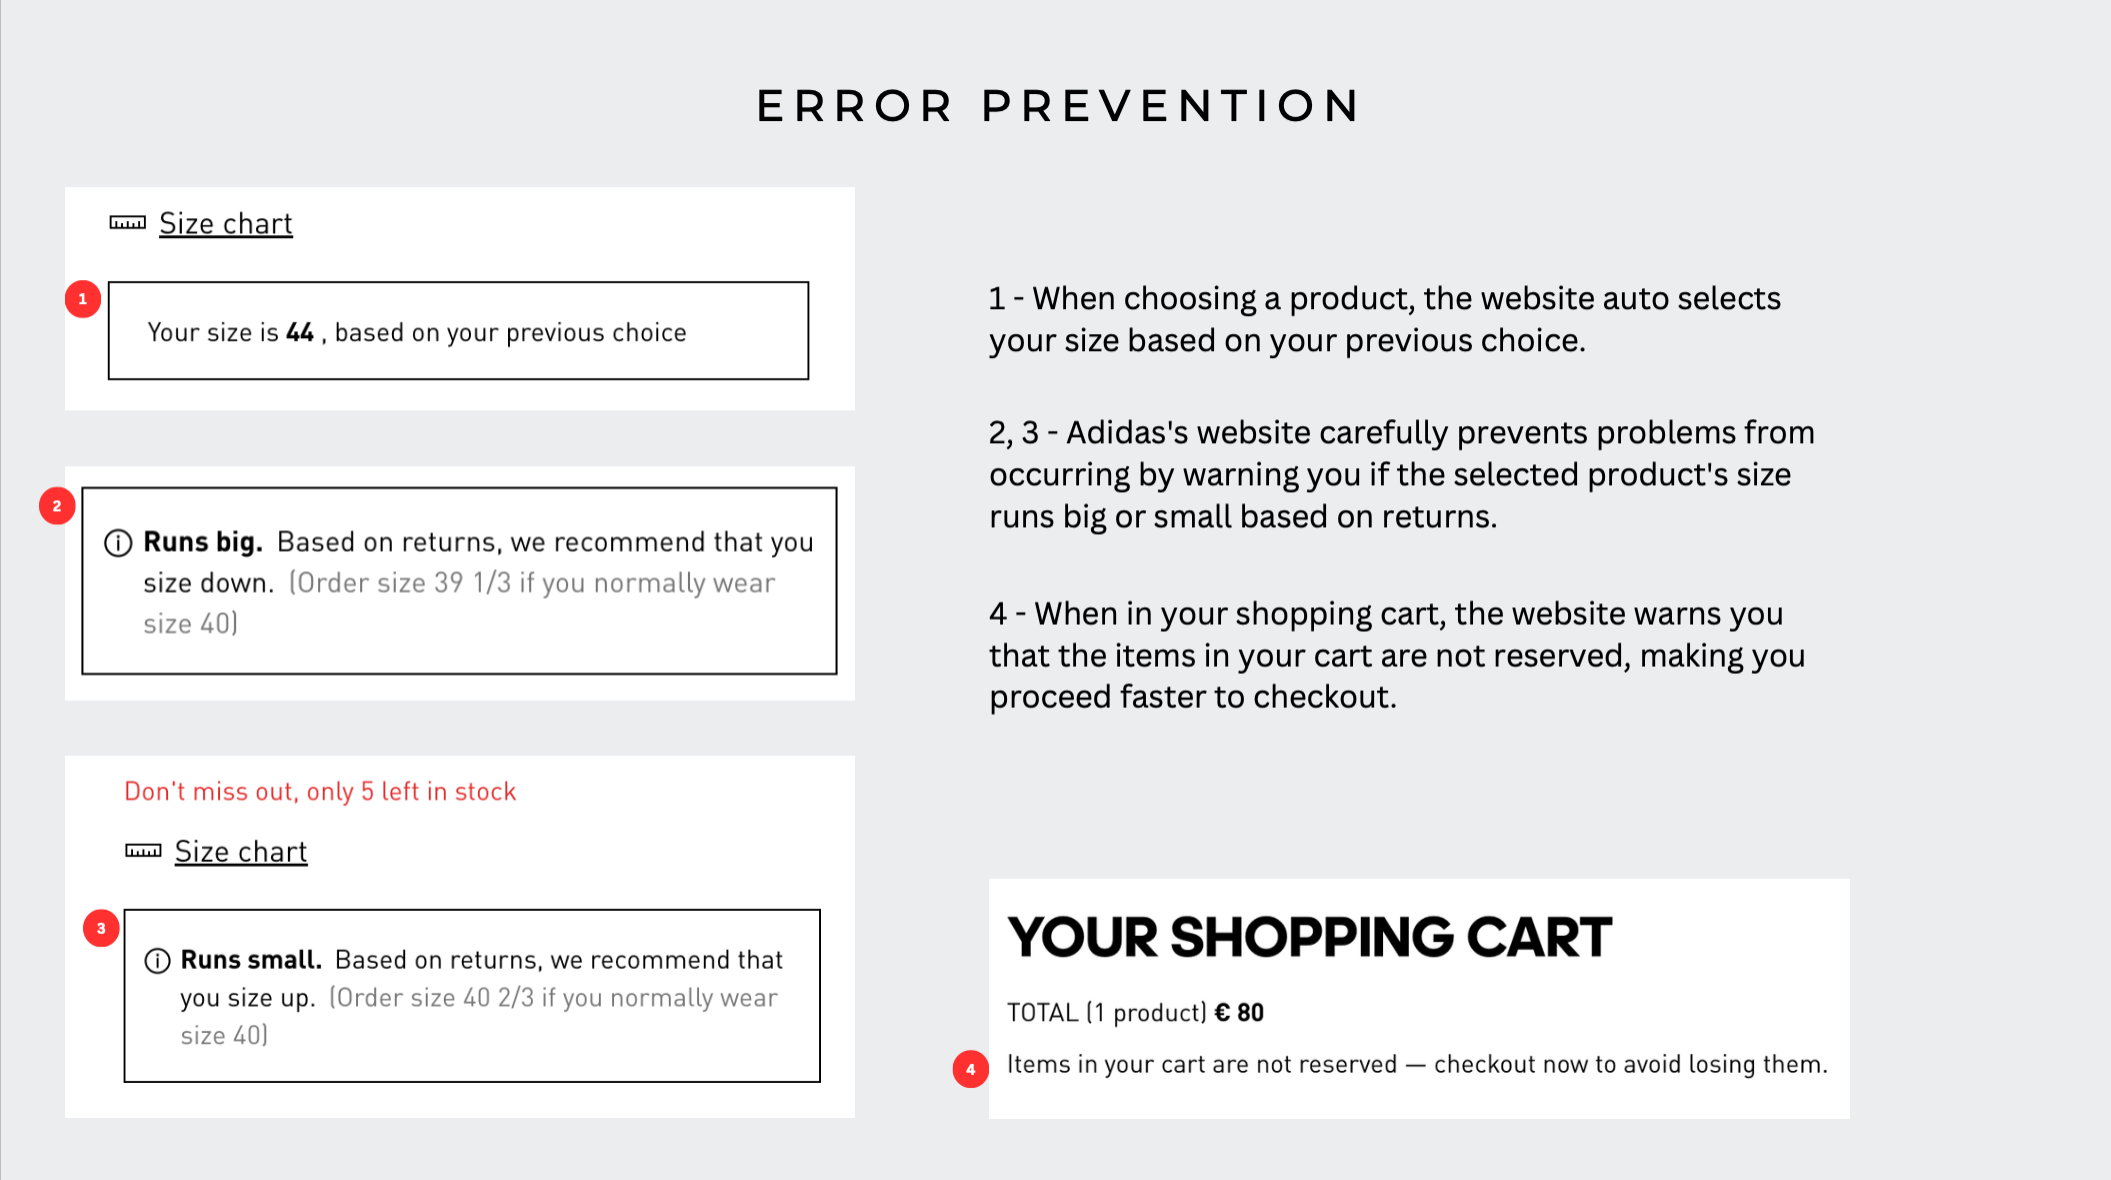 ERROR PREVENTION
Size chart
1
Your size is 44 , based on your previous choice
2
Runs big. Based on returns, we recommend that you
size down. (Order size 39 1/3 if you normally wear
size 40)
Don't miss out, only 5 left in stock
Size chart
3
Runs small. Based on returns, we recommend that
you size up. (Order size 40 2/3 if you normally wear
size 40)
1 - When choosing a product, the website auto selects
your size based on your previous choice.
2, 3 - Adidas's website carefully prevents problems from
occurring by warning you if the selected product's size
runs big or small based on returns.
4 - When in your shopping cart, the website warns you
that the items in your cart are not reserved, making you
proceed faster to checkout.
YOUR SHOPPING CART
TOTAL (1 product) € 80
4
Items in your cart are not reserved — checkout now to avoid losing them.